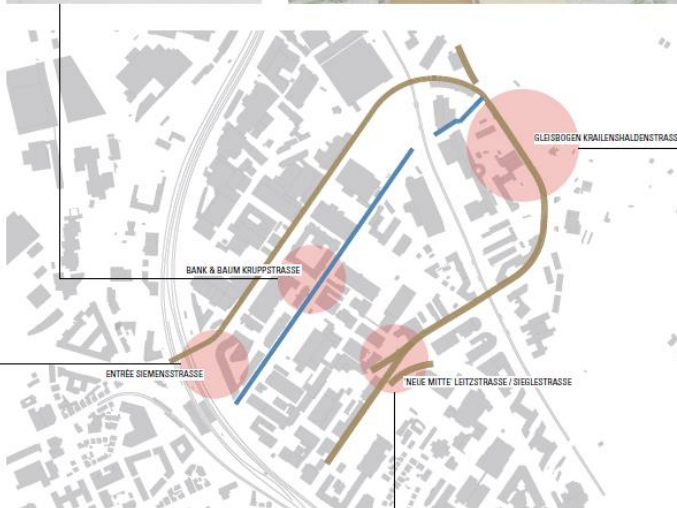 GLEISBOGEN KRAILENSHALDENSTRASS
BANK & BAUM KRUPPSTRASSE
ENTRÉE SIEMENSSTRASSE
'NEUE MITTE' LEITZSTRASSE / SIEGLESTRASSE